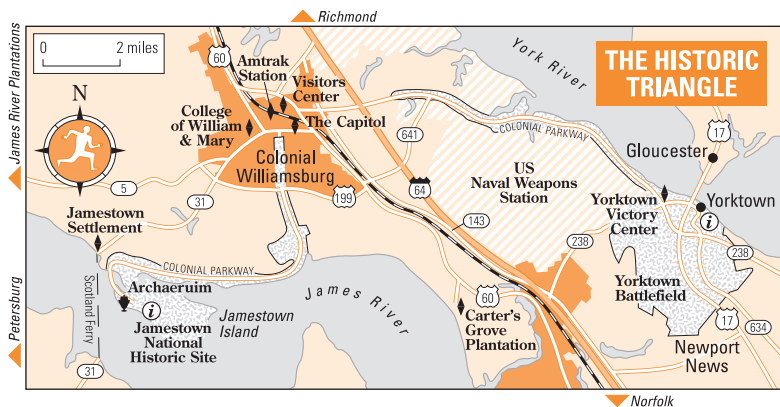 Richmond
James River Plantations
Petersburg
Norfolk
0 2 miles
N
THE HISTORIC
TRIANGLE
60
Amtrak
Station
Visitors
Center
College
of William
& Mary
The Capitol
Colonial
Williamsburg
York
River
COLONIAL PARKWAY
641
17
Gloucester
US
Naval Weapons
Station
64
199
143
5
31
Jamestown
Settlement
Yorktown
Victory
Center
Yorktown
i
238
238
Yorktown
Battlefield
COLONIAL PARKWAY
Scotland Ferry
Archaeruim
i
Jamestown
National
Historic Site
Jamestown
Island
James River
60
Carter's
Grove
Plantation
17
634
Newport
News
31